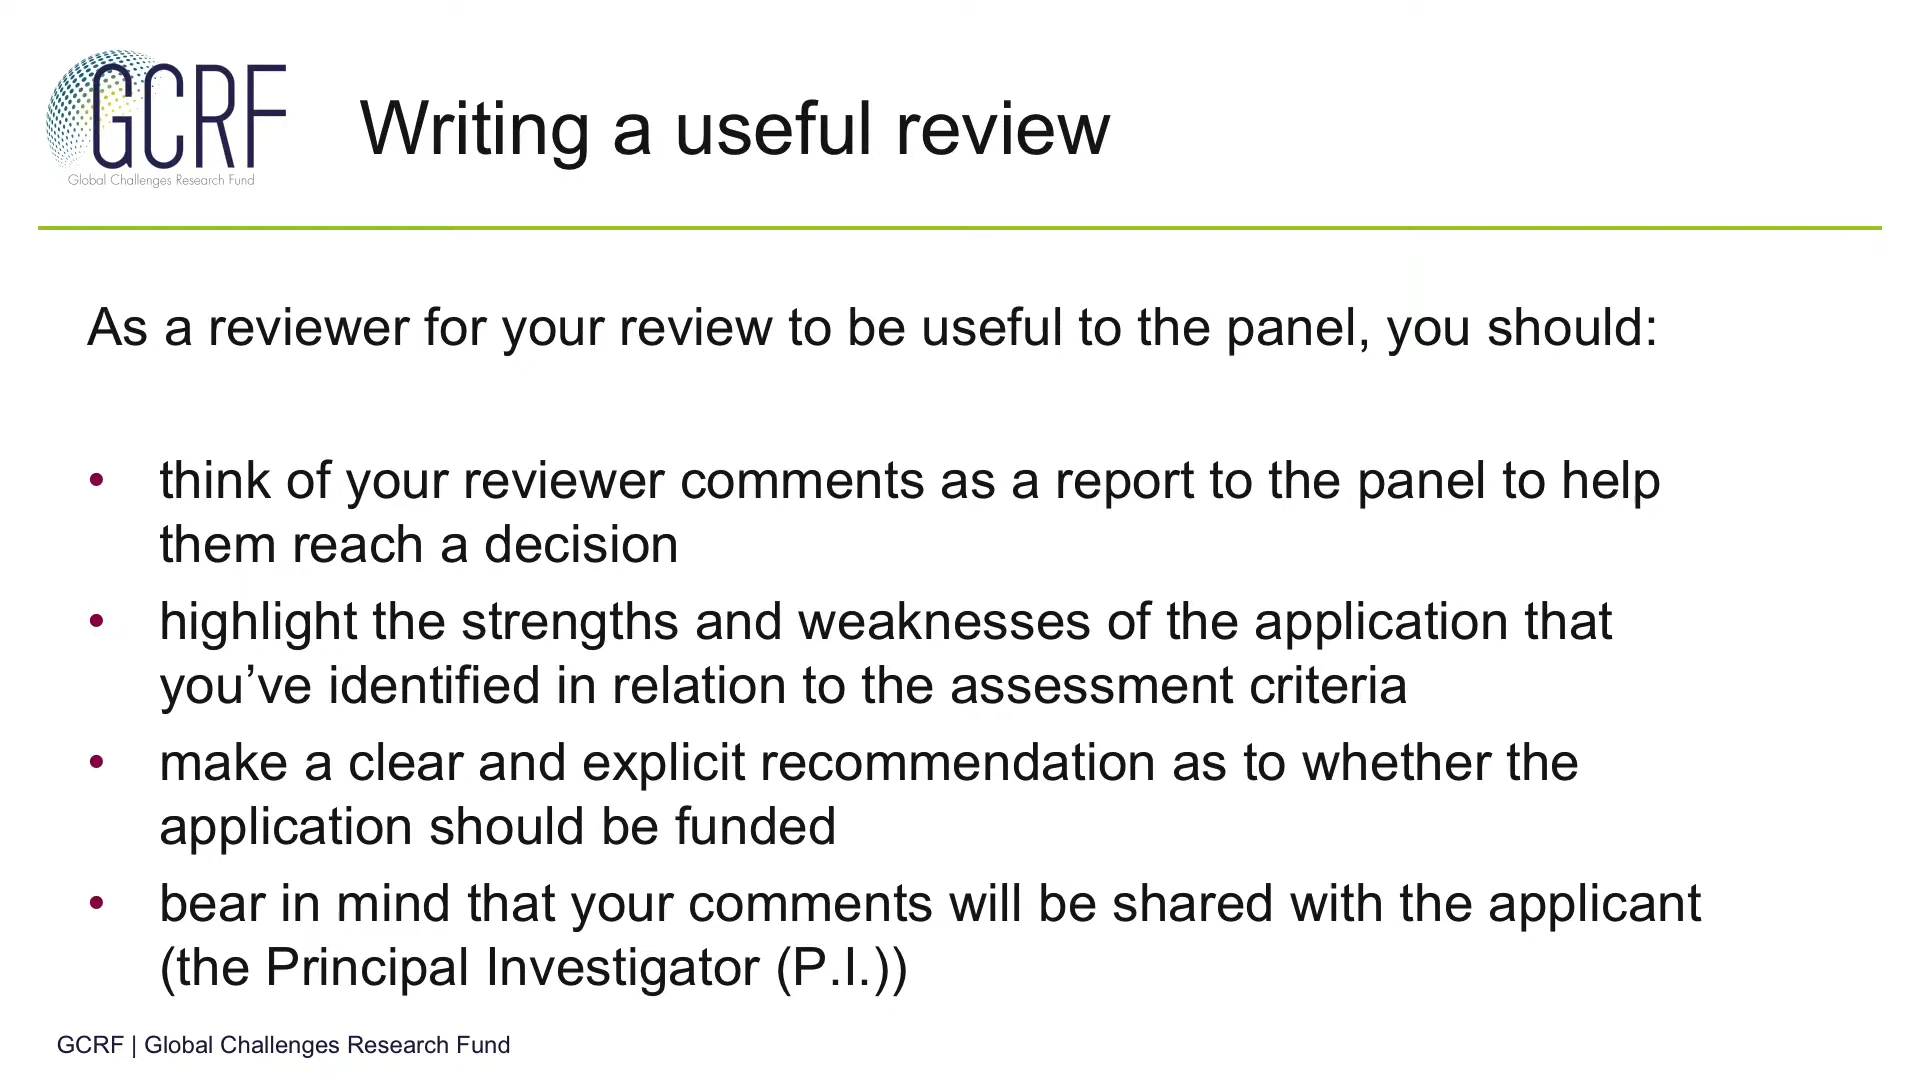 GCRF
Global Challenges Research Fund
Writing a useful review
As a reviewer for your review to be useful to the panel, you should:
• think of your reviewer comments as a report to the panel to help
them reach a decision
• highlight the strengths and weaknesses of the application that
you’ve identified in relation to the assessment criteria
• make a clear and explicit recommendation as to whether the
application should be funded
• bear in mind that your comments will be shared with the applicant
(the Principal Investigator (P.I.))
GCRF | Global Challenges Research Fund